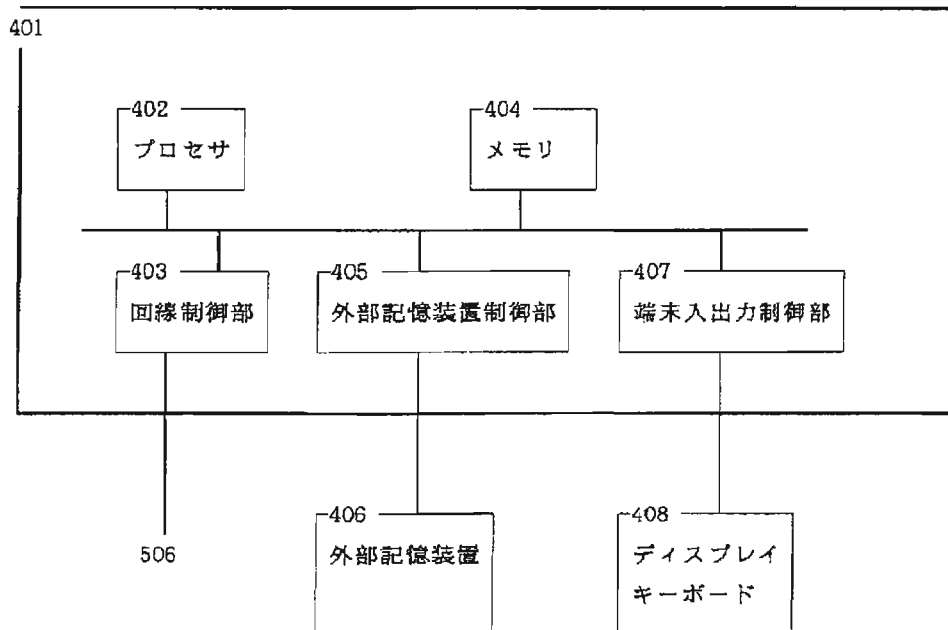 401
402
プロセサ
404
メモリ
403
回線制御部
405
外部記憶装置制御部
407
端末入出力制御部
506
406
外部記憶装置
408
ディスプレイ
キーボード